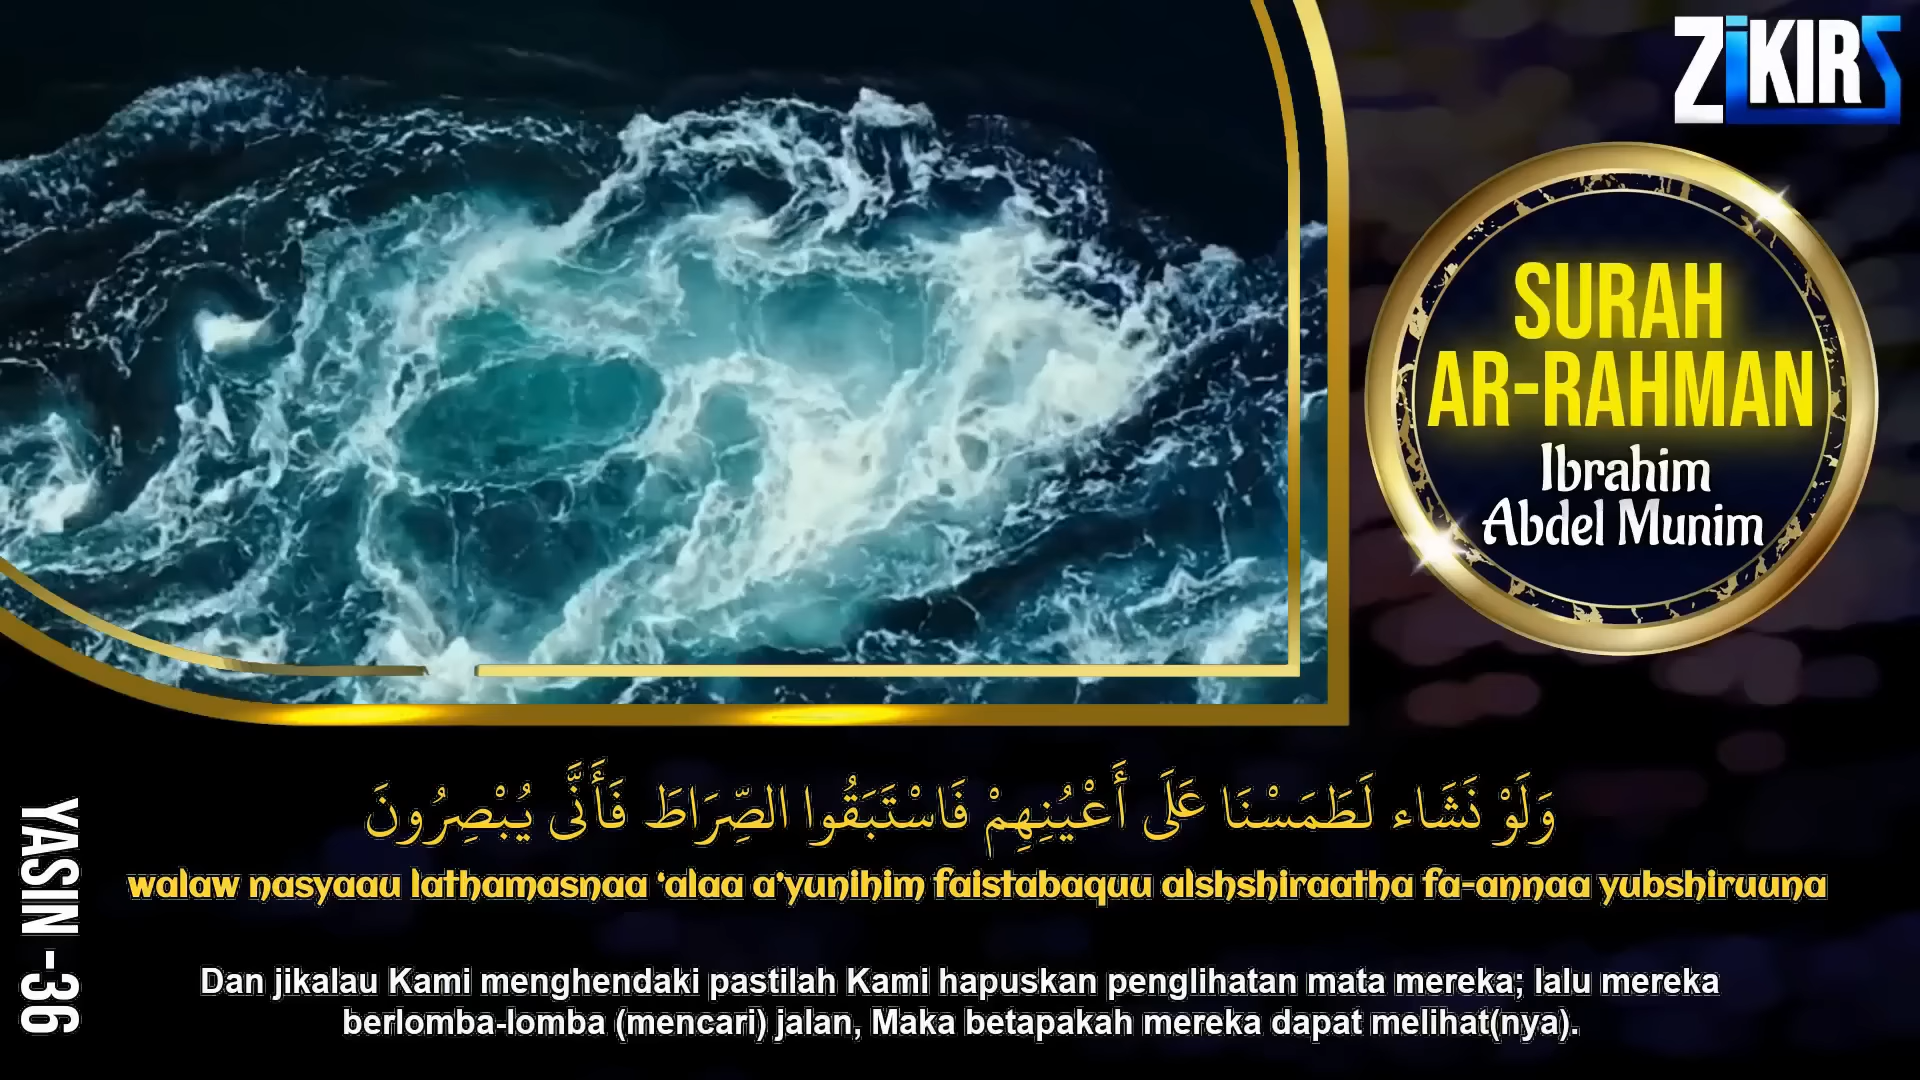 ZiKIRS
SURAH
AR-RAHMAN
Ibrahim
Abdel Munim
وَلَوْ نَشَاء لَطَمَسْنَا عَلَى أَعْيُنِهِمْ فَاسْتَبَقُوا الصِّرَاطَ فَأَنَّى يُبْصِرُونَ
walaw nasyaau lathamasnaa ‘alaa a’yunihim faistabaquu alshshiraatha fa-annaa yubshiruuna
Dan jikalau Kami menghendaki pastilah Kami hapuskan penglihatan mata mereka; lalu mereka
berlomba-lomba (mencari) jalan, Maka betapakah mereka dapat melihat(nya).
YASIN -36